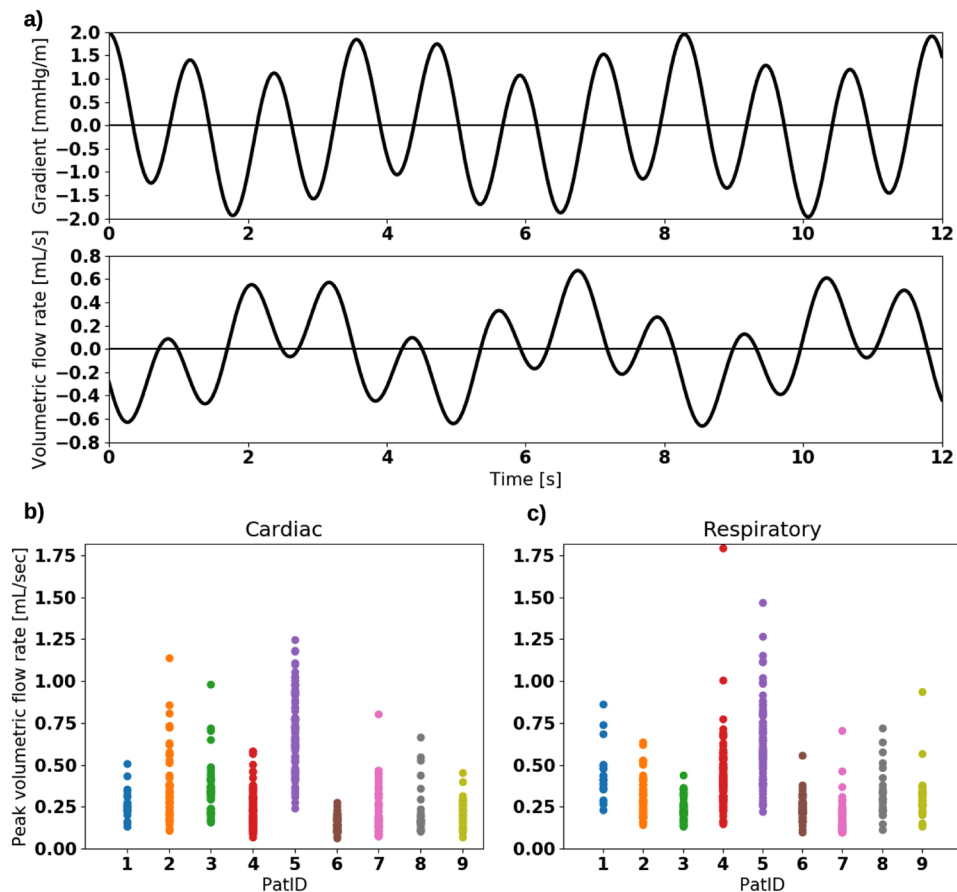 a)
Gradient [mmHg/m]
2.0
1.5
1.0
0.5
0.0
−0.5
−1.0
−1.5
−2.0
0 2 4 6 8 10 12
Volumetric flow rate [mL/s]
0.8
0.6
0.4
0.2
0.0
−0.2
−0.4
−0.6
−0.8
0 2 4 6 8 10 12
Time [s]
b)
Cardiac
Peak volumetric flow rate [mL/sec]
1.75
1.50
1.25
1.00
0.75
0.50
0.25
0.00
1 2 3 4 5 6 7 8 9
PatID
c)
Respiratory
1.75
1.50
1.25
1.00
0.75
0.50
0.25
0.00
1 2 3 4 5 6 7 8 9
PatID